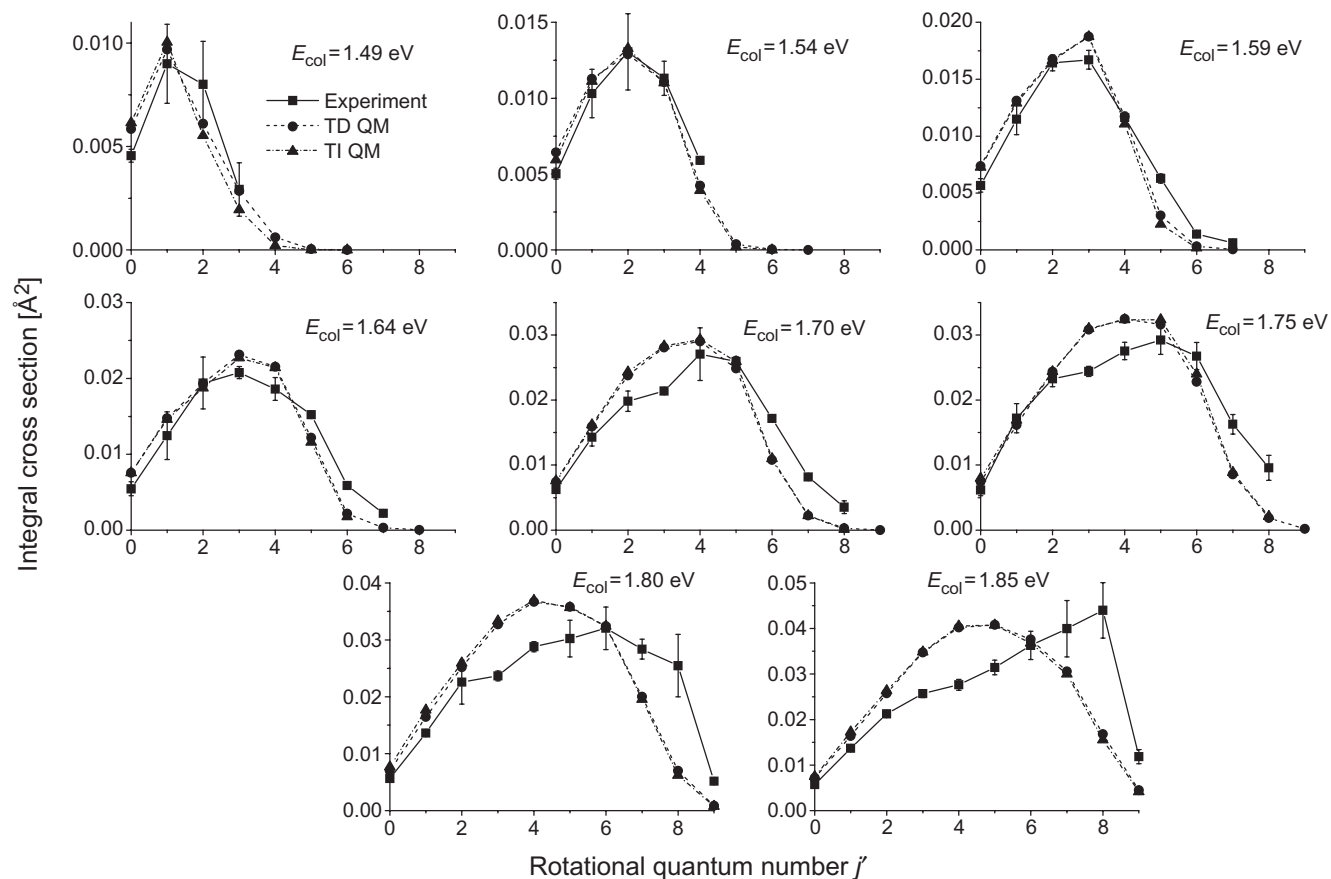 E_col = 1.49 eV
Experiment
TD QM
TI QM
0.010
0.005
0.000
0 2 4 6 8
E_col = 1.54 eV
0.015
0.010
0.005
0.000
0 2 4 6 8
E_col = 1.59 eV
0.020
0.015
0.010
0.005
0.000
0 2 4 6 8
Integral cross section [Å²]
E_col = 1.64 eV
0.03
0.02
0.01
0.00
0 2 4 6 8
E_col = 1.70 eV
0.03
0.02
0.01
0.00
0 2 4 6 8
E_col = 1.75 eV
0.03
0.02
0.01
0.00
0 2 4 6 8
E_col = 1.80 eV
0.04
0.03
0.02
0.01
0.00
0 2 4 6 8
E_col = 1.85 eV
0.05
0.04
0.03
0.02
0.01
0.00
0 2 4 6 8
Rotational quantum number j′